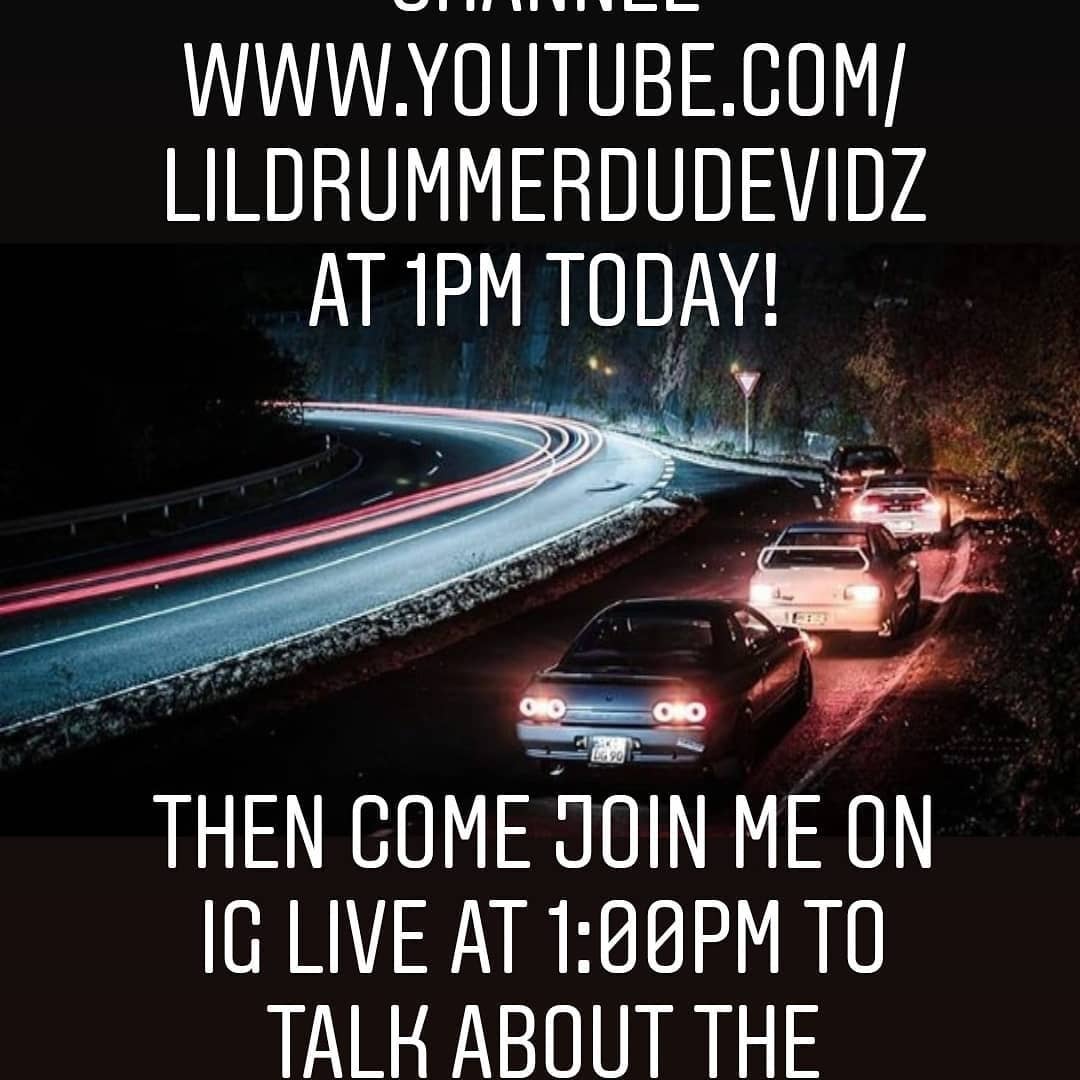 CHANNEL
WWW.YOUTUBE.COM/
LILDRUMMERDUDEVIDZ
AT 1PM TODAY!
THEN COME JOIN ME ON
IG LIVE AT 1:00PM TO
TALK ABOUT THE